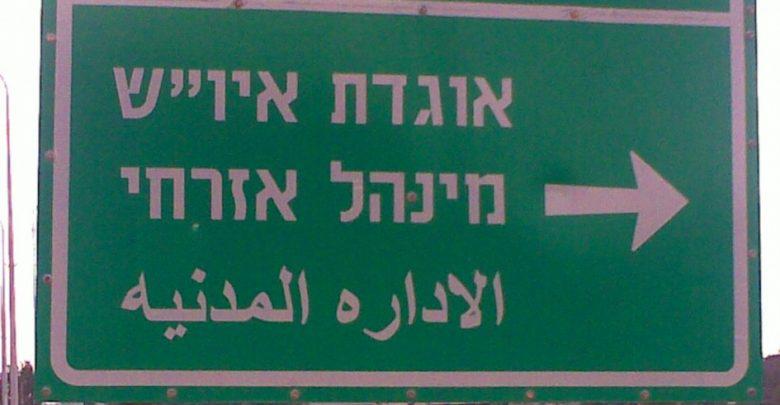 אוגדת איו״ש
מינהל אזרחי
الاداره المدنيه